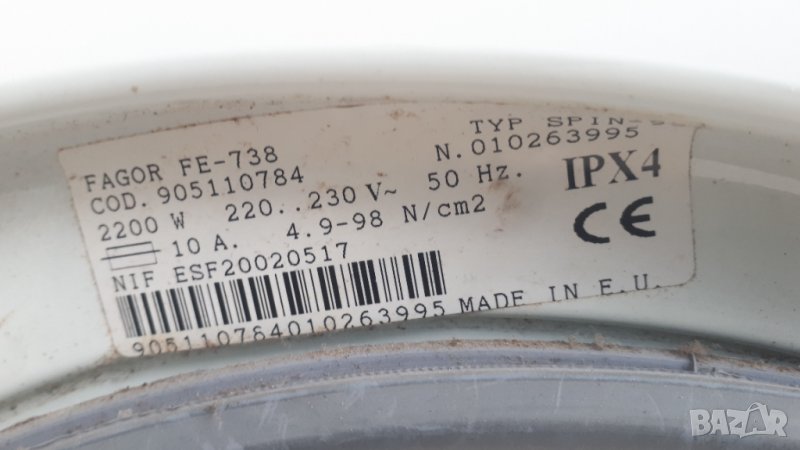 TYP SPIN-
FAGOR FE-738 N.010263995
COD. 905110784
2200 W 220..230 V~ 50 Hz. IPX4
10 A. 4.9-98 N/cm2 CE
NIF ESF20020517
905110784010263995 MADE IN E.U.
BAZAR